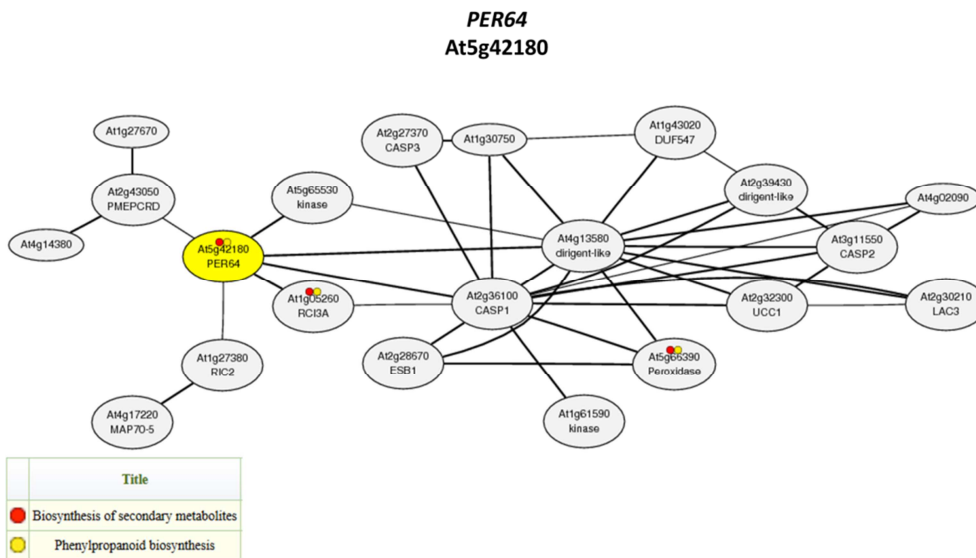 PER64
At5g42180
At1g27670
At2g27370
CASP3
At1g30750
At1g43020
DUF547
At2g43050
PMEPCRD
At5g65530
kinase
At2g39430
dirigent-like
At4g02090
At4g14380
At5g42180
PER64
At4g13580
dirigent-like
At3g11550
CASP2
At1g05260
RCI3A
At2g36100
CASP1
At2g32300
UCC1
At2g30210
LAC3
At1g27380
RIC2
At2g28670
ESB1
At5g66390
Peroxidase
At4g17220
MAP70-5
At1g61590
kinase
Title
Biosynthesis of secondary metabolites
Phenylpropanoid biosynthesis